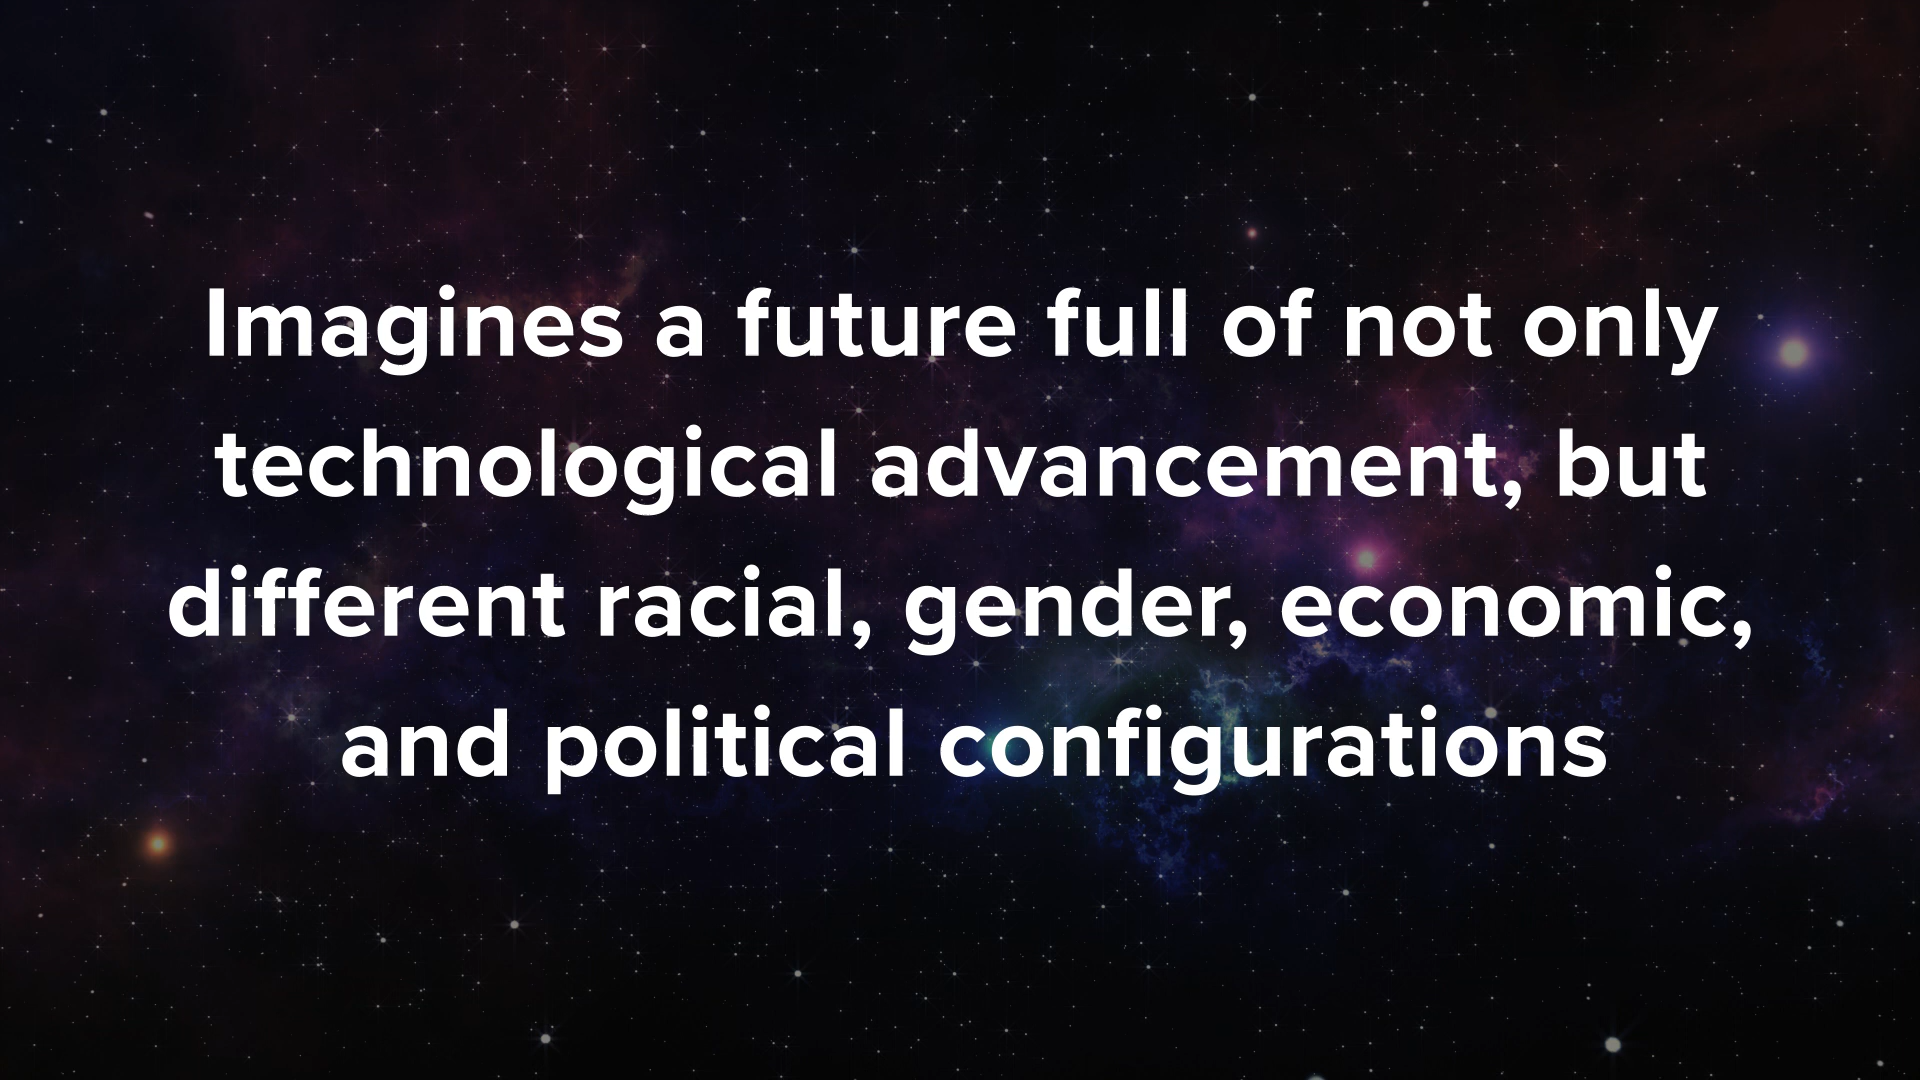 Imagines a future full of not only
technological advancement, but
different racial, gender, economic,
and political configurations